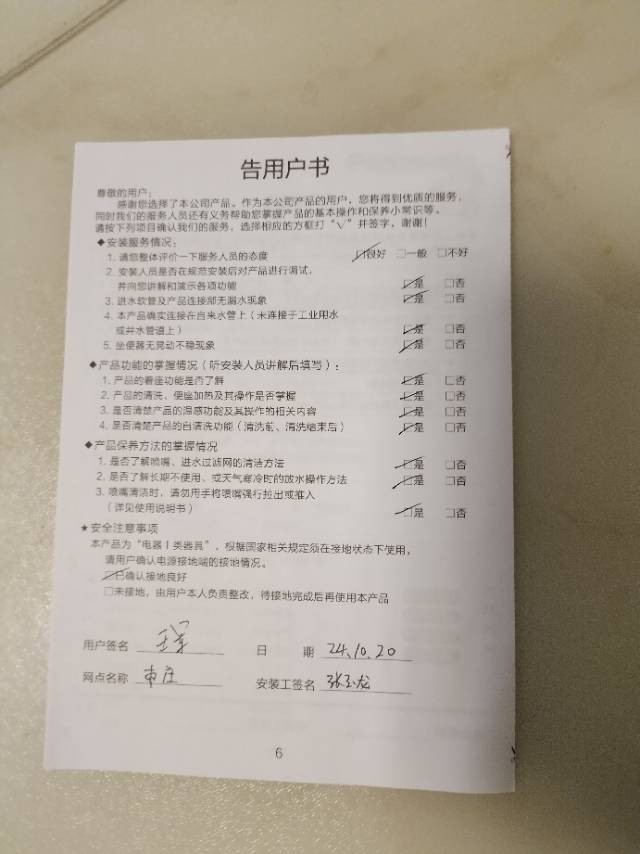 告用户书
尊敬的用户：
感谢您选择了本公司产品。作为本公司产品的用户，您将得到优质的服务，
同时我们的服务人员还有义务帮助您掌握产品的基本操作和保养小常识等。
请按下列项目确认我们的服务，选择相应的方框打“√”并签字，谢谢！
◆安装服务情况：
1. 请您整体评价一下服务人员的态度 ☑良好 □一般 □不好
2. 安装人员是否在规范安装后对产品进行调试，
并向您讲解和演示各项功能 ☑是 □否
3. 进水软管及产品连接部无漏水现象 ☑是 □否
4. 本产品确实连接在自来水管上（未连接于工业用水
或井水管道上） ☑是 □否
5. 坐便器无晃动不稳现象 ☑是 □否
◆产品功能的掌握情况（听安装人员讲解后填写）：
1. 产品的着座功能是否了解 ☑是 □否
2. 产品的清洗、便座加热及其操作是否掌握 ☑是 □否
3. 是否清楚产品的温感功能及其操作的相关内容 ☑是 □否
4. 是否清楚产品的自清洗功能（清洗前、清洗结束后） ☑是 □否
◆产品保养方法的掌握情况
1. 是否了解喷嘴、进水过滤网的清洁方法 ☑是 □否
2. 是否了解长期不使用、或天气寒冷时的放水操作方法 ☑是 □否
3. 喷嘴清洁时，请勿用手将喷嘴强行拉出或推入
（详见使用说明书） ☑是 □否
★安全注意事项
本产品为“电器Ⅰ类器具”，根据国家相关规定须在接地状态下使用，
请用户确认电源接地端的接地情况。
☑已确认接地良好
□未接地，由用户本人负责整改，待接地完成后再使用本产品
用户签名 日 期 24.10.20
网点名称 枣庄 安装工签名 张玉龙
6